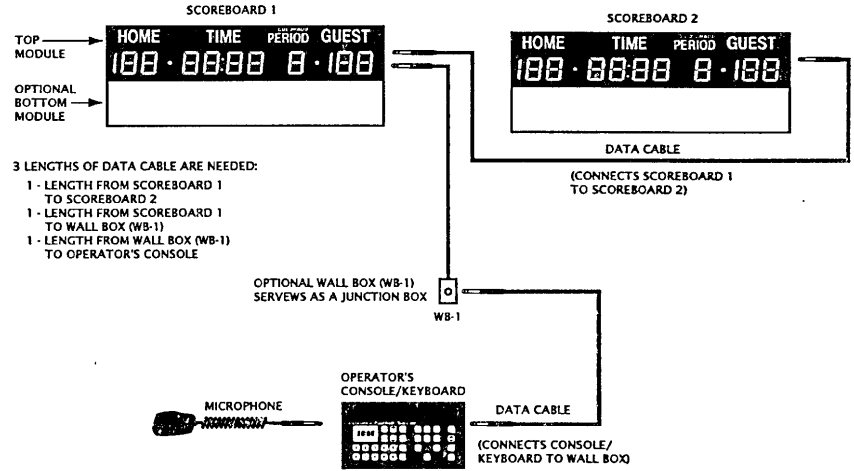 SCOREBOARD 1
TOP
MODULE
HOME TIME PERIOD GUEST
188 · 88:88 8 · 188
OPTIONAL
BOTTOM
MODULE
SCOREBOARD 2
HOME TIME PERIOD GUEST
188 · 88:88 8 · 188
DATA CABLE
(CONNECTS SCOREBOARD 1
TO SCOREBOARD 2)
3 LENGTHS OF DATA CABLE ARE NEEDED:
1 - LENGTH FROM SCOREBOARD 1
TO SCOREBOARD 2
1 - LENGTH FROM SCOREBOARD 1
TO WALL BOX (WB-1)
1 - LENGTH FROM WALL BOX (WB-1)
TO OPERATOR'S CONSOLE
OPTIONAL WALL BOX (WB-1)
SERVEWS AS A JUNCTION BOX
WB-1
OPERATOR'S
CONSOLE/KEYBOARD
MICROPHONE
DATA CABLE
(CONNECTS CONSOLE/
KEYBOARD TO WALL BOX)